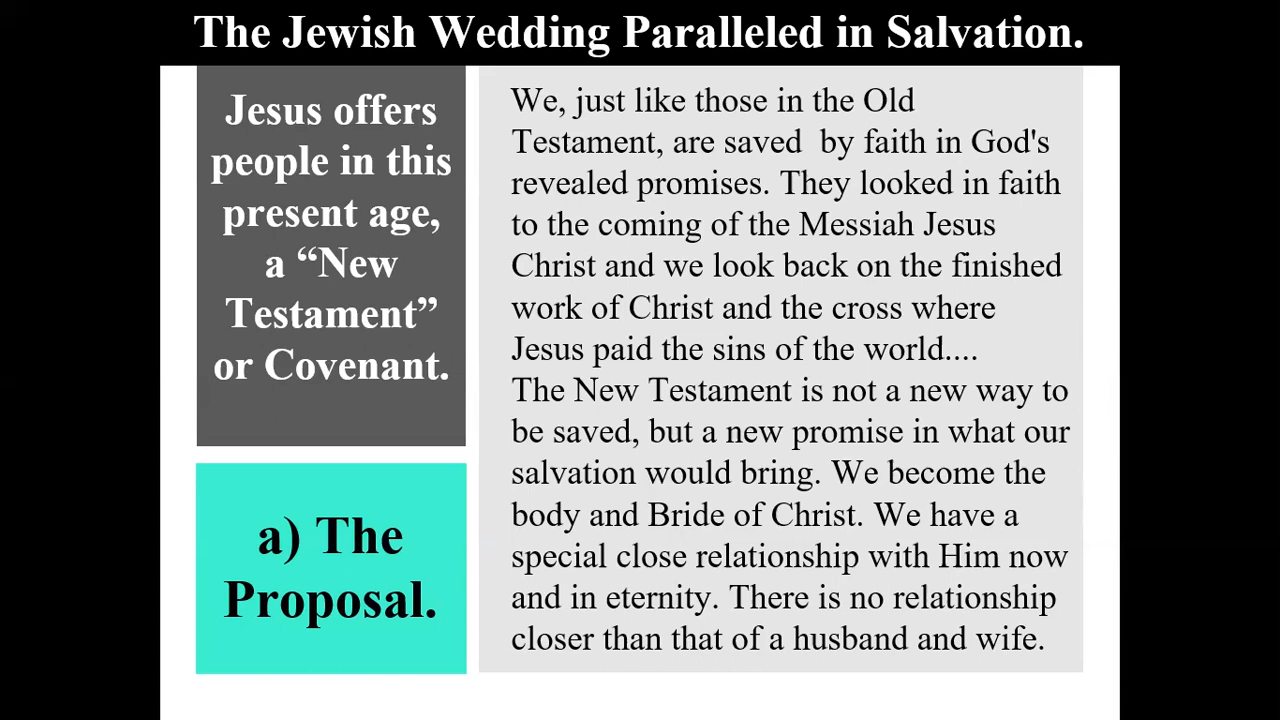 The Jewish Wedding Paralleled in Salvation.
Jesus offers
people in this
present age,
a “New
Testament”
or Covenant.
a) The
Proposal.
We, just like those in the Old
Testament, are saved  by faith in God's
revealed promises. They looked in faith
to the coming of the Messiah Jesus
Christ and we look back on the finished
work of Christ and the cross where
Jesus paid the sins of the world....
The New Testament is not a new way to
be saved, but a new promise in what our
salvation would bring. We become the
body and Bride of Christ. We have a
special close relationship with Him now
and in eternity. There is no relationship
closer than that of a husband and wife.